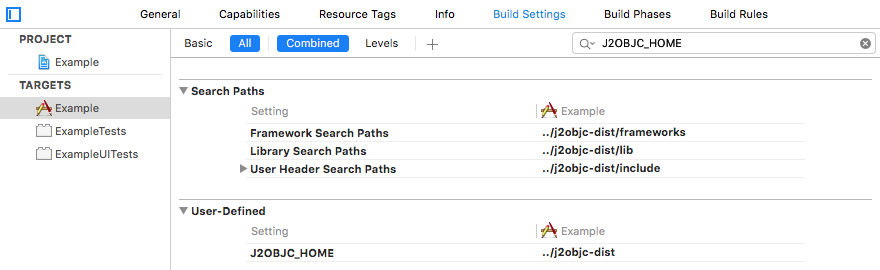 General Capabilities Resource Tags Info Build Settings Build Phases Build Rules
PROJECT
Example
TARGETS
Example
ExampleTests
ExampleUITests
Basic All Combined Levels + J2OBJC_HOME
Search Paths
Setting Example
Framework Search Paths ../j2objc-dist/frameworks
Library Search Paths ../j2objc-dist/lib
User Header Search Paths ../j2objc-dist/include
User-Defined
Setting Example
J2OBJC_HOME ../j2objc-dist